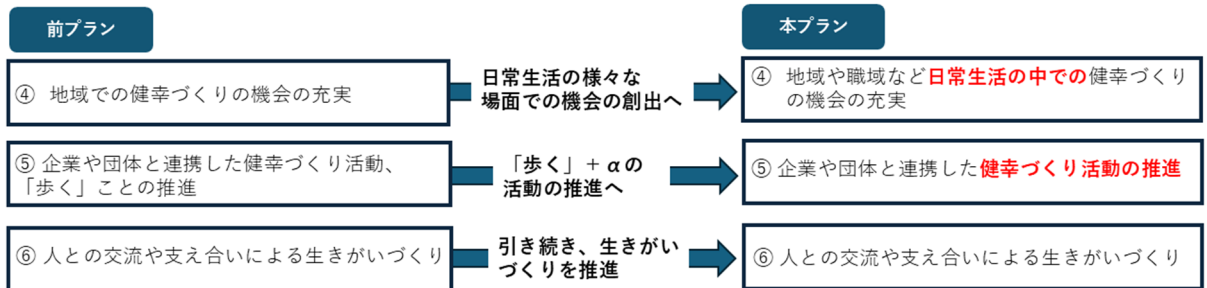 前プラン
本プラン
④ 地域での健幸づくりの機会の充実
日常生活の様々な
場面での機会の創出へ
④ 地域や職域など日常生活の中での健幸づくり
の機会の充実
⑤ 企業や団体と連携した健幸づくり活動、
「歩く」ことの推進
「歩く」+αの
活動の推進へ
⑤ 企業や団体と連携した健幸づくり活動の推進
⑥ 人との交流や支え合いによる生きがいづくり
引き続き、生きがい
づくりを推進
⑥ 人との交流や支え合いによる生きがいづくり